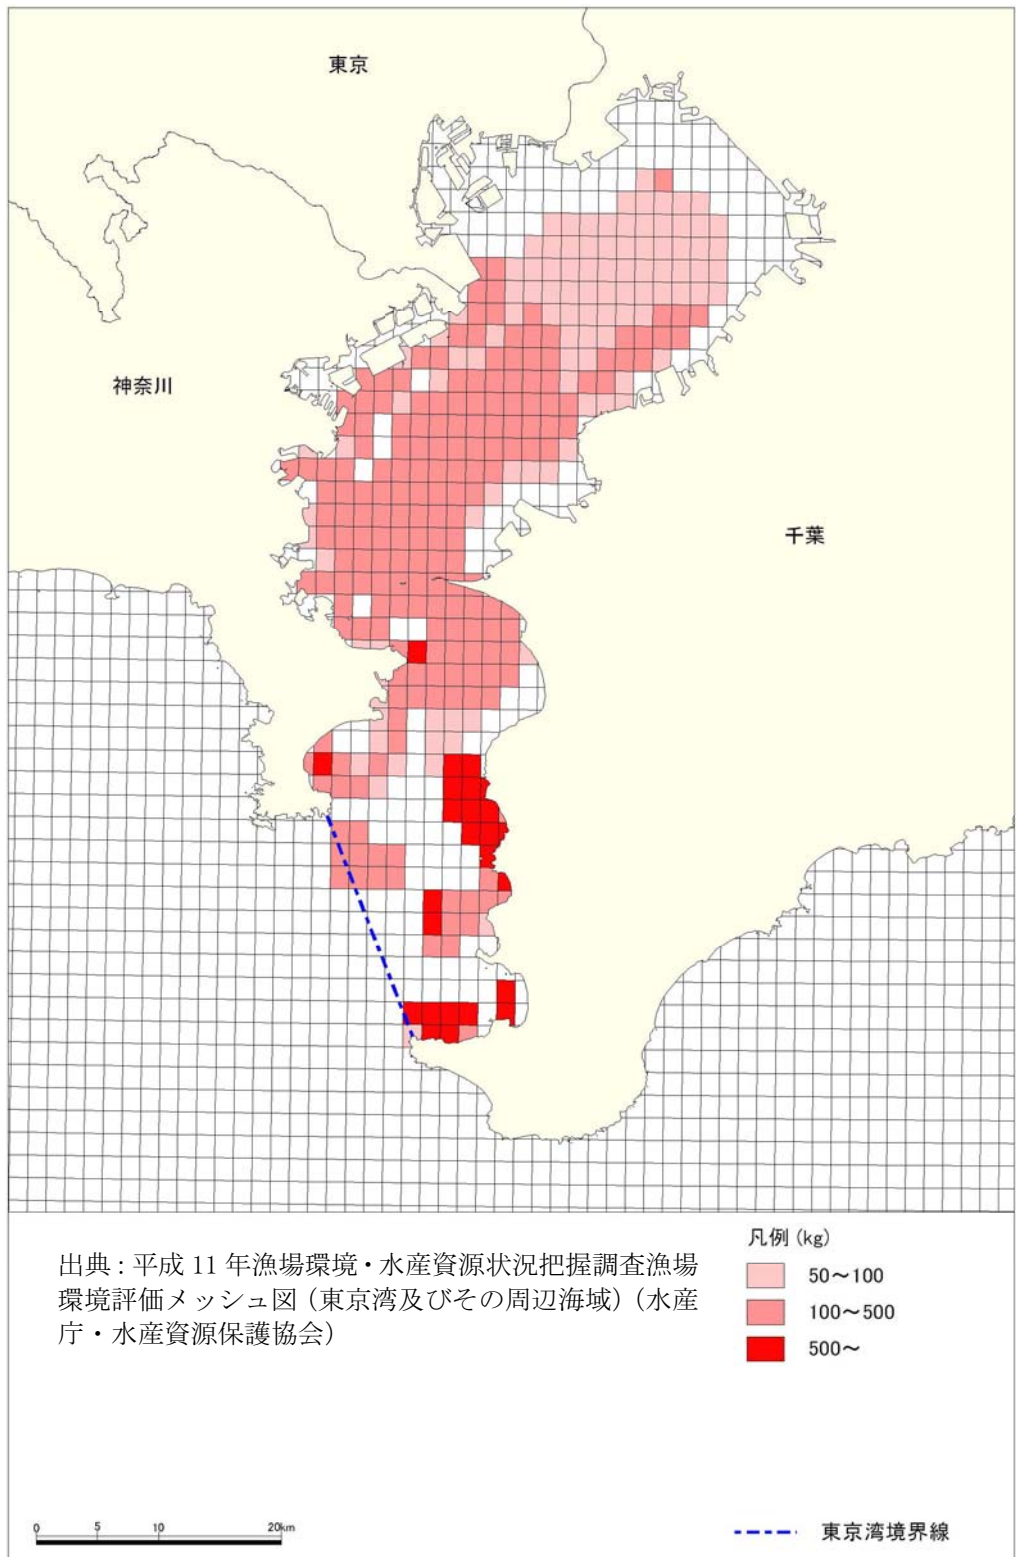 東京
神奈川
千葉
出典：平成 11 年漁場環境・水産資源状況把握調査漁場
環境評価メッシュ図（東京湾及びその周辺海域）（水産
庁・水産資源保護協会）
凡例 (kg)
50～100
100～500
500～
0 5 10 20km
東京湾境界線